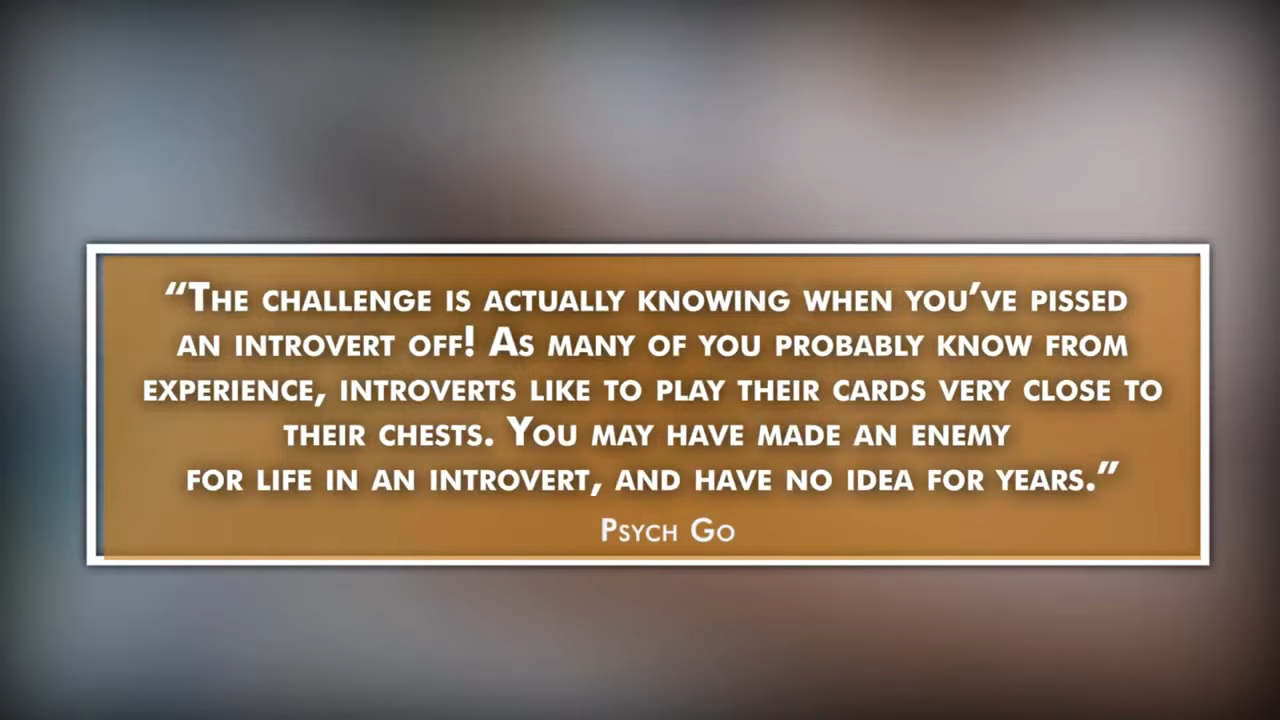 “The challenge is actually knowing when you’ve pissed
an introvert off! As many of you probably know from
experience, introverts like to play their cards very close to
their chests. You may have made an enemy
for life in an introvert, and have no idea for years.”
Psych Go